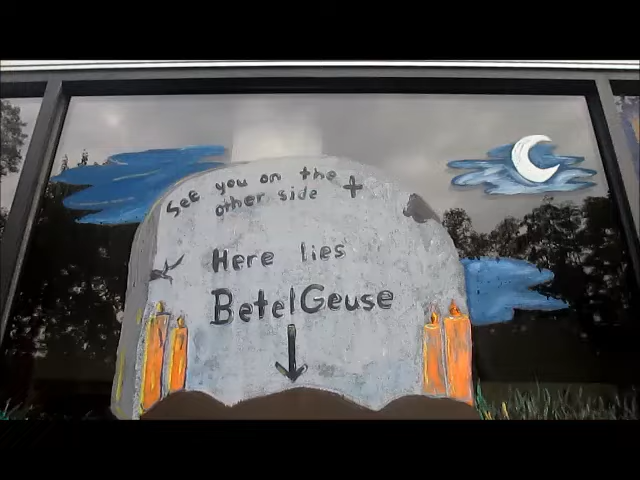 See you on the
other side
Here lies
BetelGeuse